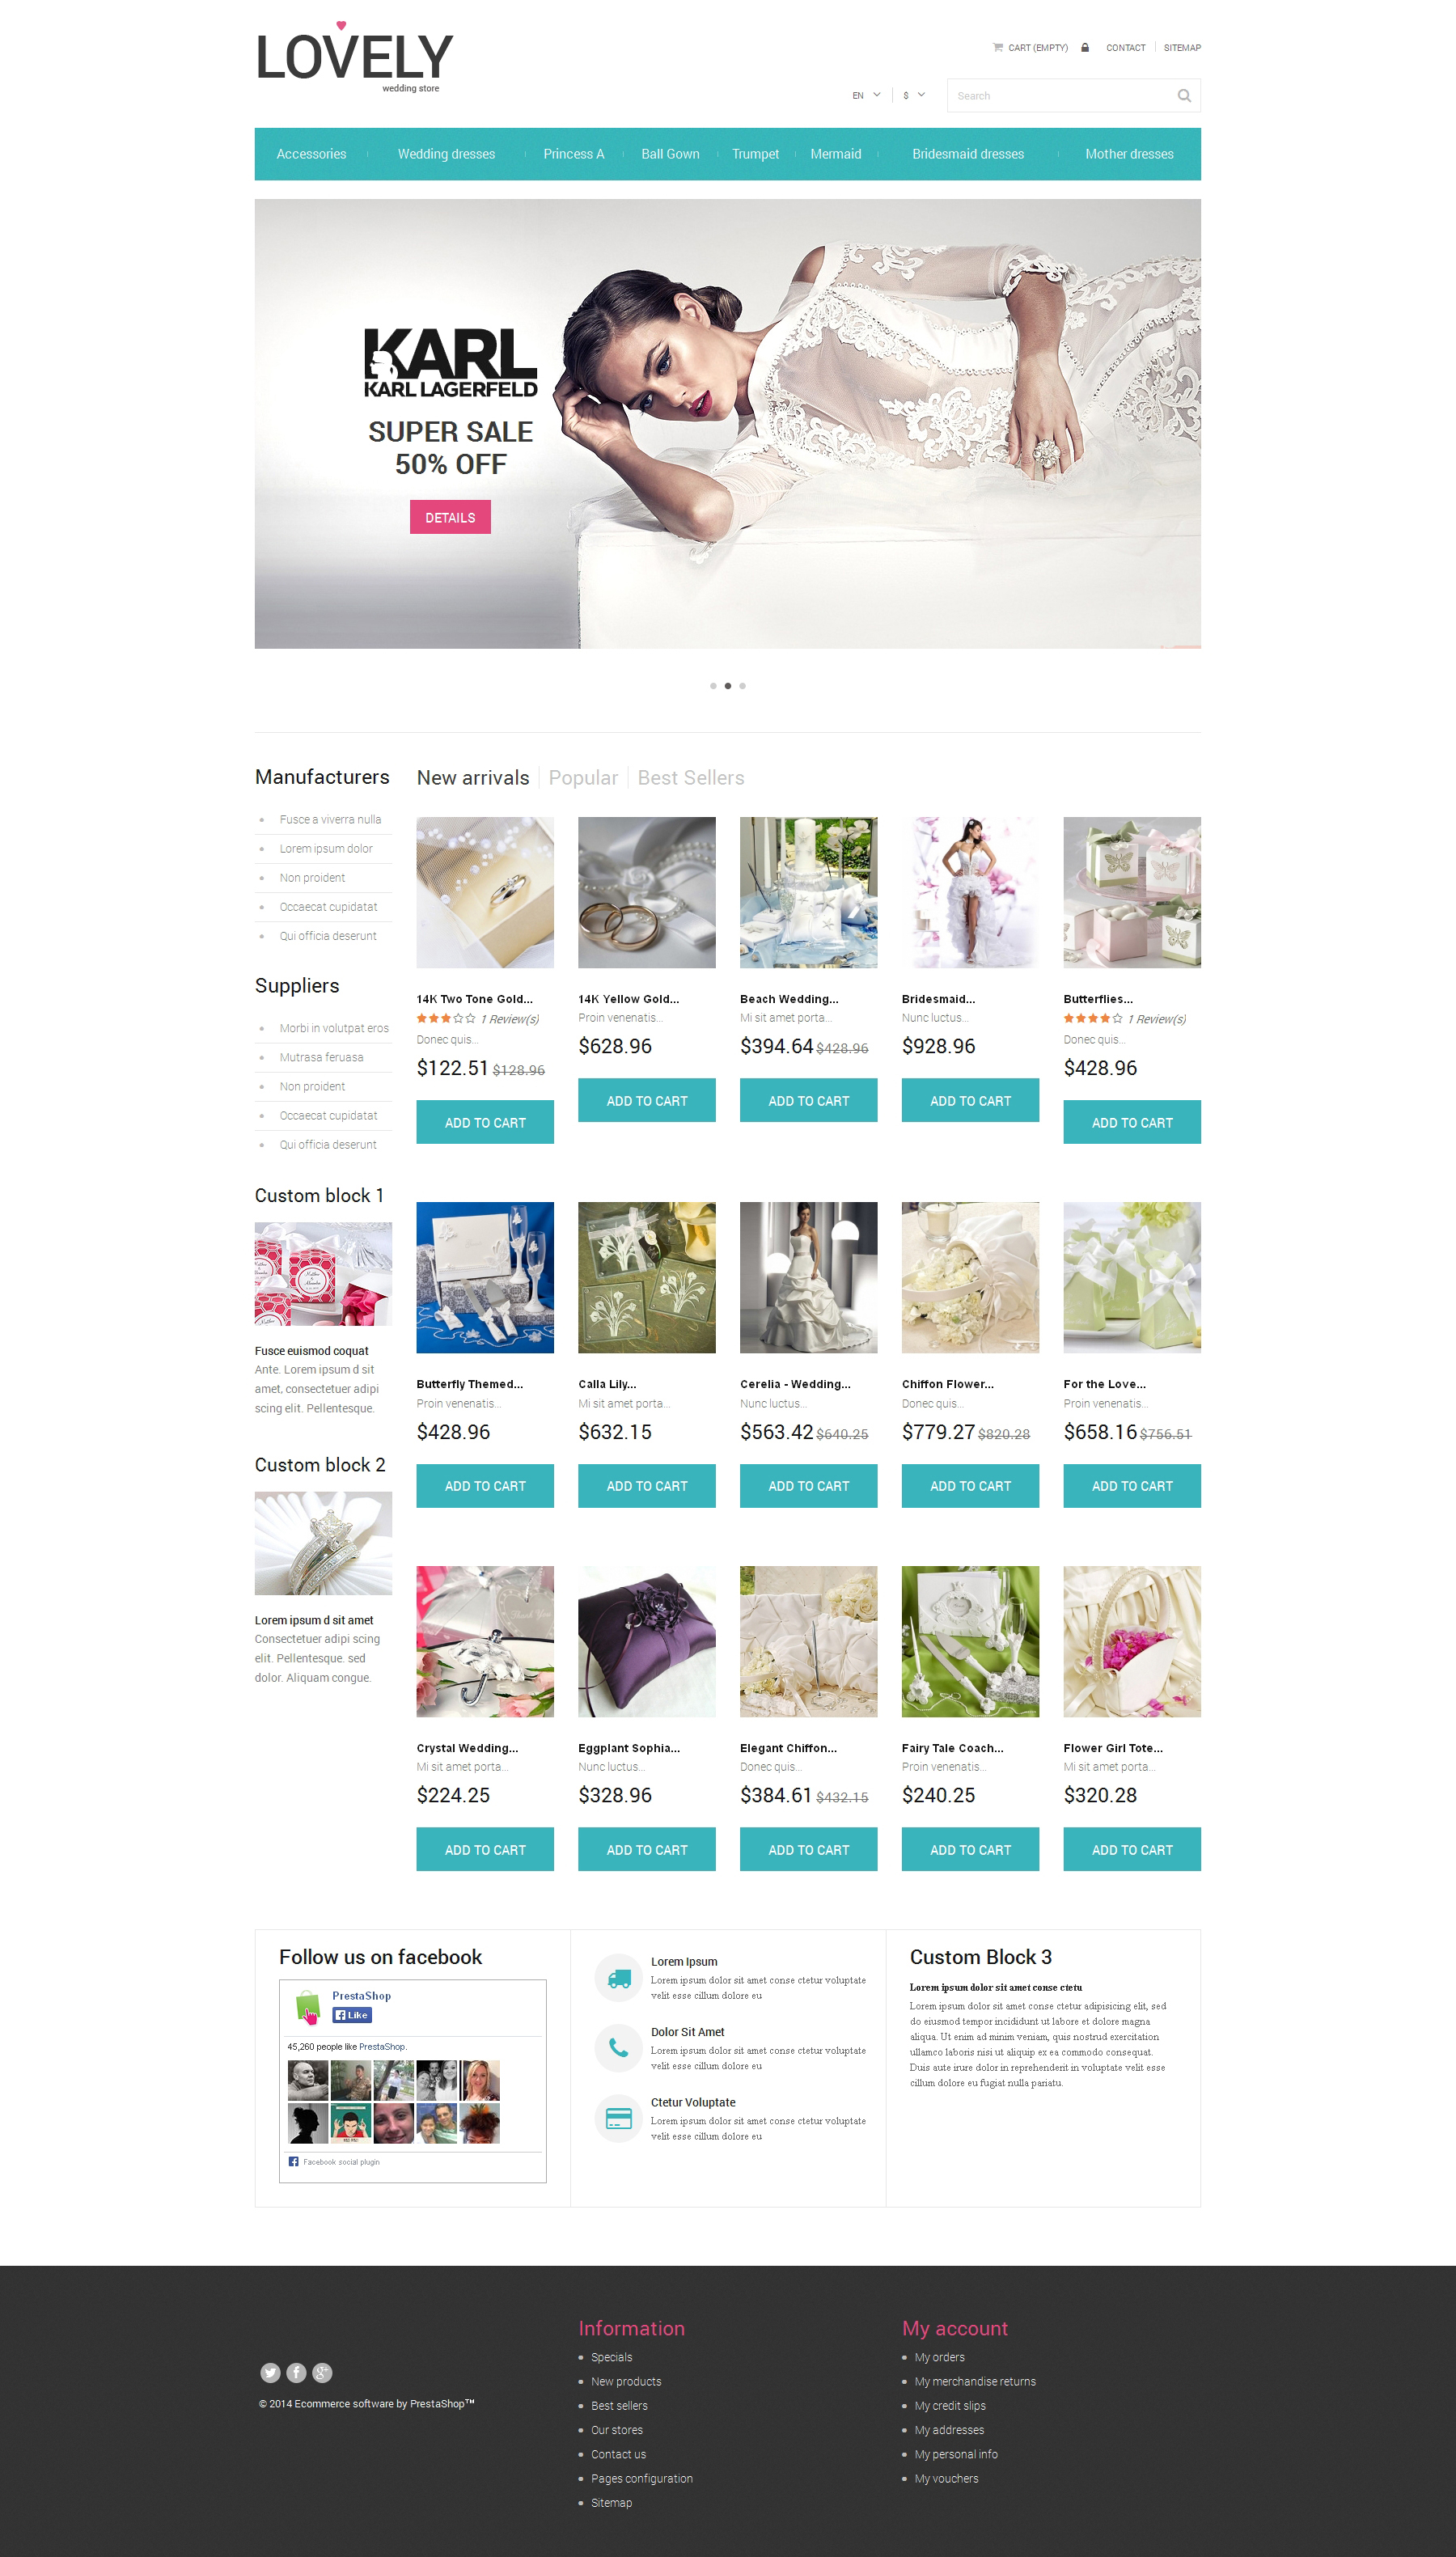 LOVELY
wedding store
CART (EMPTY) CONTACT SITEMAP
EN $ Search
Accessories Wedding dresses Princess A Ball Gown Trumpet Mermaid Bridesmaid dresses Mother dresses
KARL
KARL LAGERFELD
SUPER SALE
50% OFF
DETAILS
Manufacturers
Fusce a viverra nulla
Lorem ipsum dolor
Non proident
Occaecat cupidatat
Qui officia deserunt
Suppliers
Morbi in volutpat eros
Mutrasa feruasa
Non proident
Occaecat cupidatat
Qui officia deserunt
Custom block 1
Fusce euismod coquat
Ante. Lorem ipsum d sit
amet, consectetuer adipi
scing elit. Pellentesque.
Custom block 2
Lorem ipsum d sit amet
Consectetuer adipi scing
elit. Pellentesque. sed
dolor. Aliquam congue.
New arrivals Popular Best Sellers
14K Two Tone Gold...
1 Review(s)
Donec quis...
$122.51 $128.96
ADD TO CART
14K Yellow Gold...
Proin venenatis...
$628.96
ADD TO CART
Beach Wedding...
Mi sit amet porta...
$394.64 $428.96
ADD TO CART
Bridesmaid...
Nunc luctus...
$928.96
ADD TO CART
Butterflies...
1 Review(s)
Donec quis...
$428.96
ADD TO CART
Butterfly Themed...
Proin venenatis...
$428.96
ADD TO CART
Calla Lily...
Mi sit amet porta...
$632.15
ADD TO CART
Cerelia - Wedding...
Nunc luctus...
$563.42 $640.25
ADD TO CART
Chiffon Flower...
Donec quis...
$779.27 $820.28
ADD TO CART
For the Love...
Proin venenatis...
$658.16 $756.51
ADD TO CART
Thank You
Crystal Wedding...
Mi sit amet porta...
$224.25
ADD TO CART
Eggplant Sophia...
Nunc luctus...
$328.96
ADD TO CART
Elegant Chiffon...
Donec quis...
$384.61 $432.15
ADD TO CART
Fairy Tale Coach...
Proin venenatis...
$240.25
ADD TO CART
Flower Girl Tote...
Mi sit amet porta...
$320.28
ADD TO CART
Follow us on facebook
PrestaShop
Like
45,260 people like PrestaShop.
Facebook social plugin
Lorem Ipsum
Lorem ipsum dolor sit amet conse ctetur voluptate
velit esse cillum dolore eu
Dolor Sit Amet
Lorem ipsum dolor sit amet conse ctetur voluptate
velit esse cillum dolore eu
Ctetur Voluptate
Lorem ipsum dolor sit amet conse ctetur voluptate
velit esse cillum dolore eu
Custom Block 3
Lorem ipsum dolor sit amet conse ctetu
Lorem ipsum dolor sit amet conse ctetur adipisicing elit, sed
do eiusmod tempor incididunt ut labore et dolore magna
aliqua. Ut enim ad minim veniam, quis nostrud exercitation
ullamco laboris nisi ut aliquip ex ea commodo consequat.
Duis aute irure dolor in reprehenderit in voluptate velit esse
cillum dolore eu fugiat nulla pariatu.
© 2014 Ecommerce software by PrestaShop™
Information
Specials
New products
Best sellers
Our stores
Contact us
Pages configuration
Sitemap
My account
My orders
My merchandise returns
My credit slips
My addresses
My personal info
My vouchers